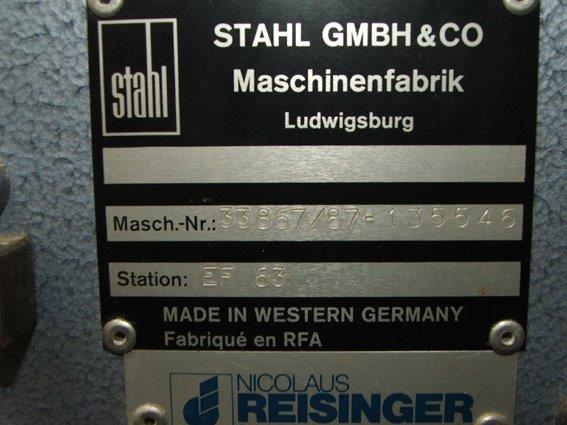 stahl
STAHL GMBH & CO
Maschinenfabrik
Ludwigsburg
Masch.-Nr.: 33867/87-135546
Station: EF 63
MADE IN WESTERN GERMANY
Fabriqué en RFA
NICOLAUS
REISINGER